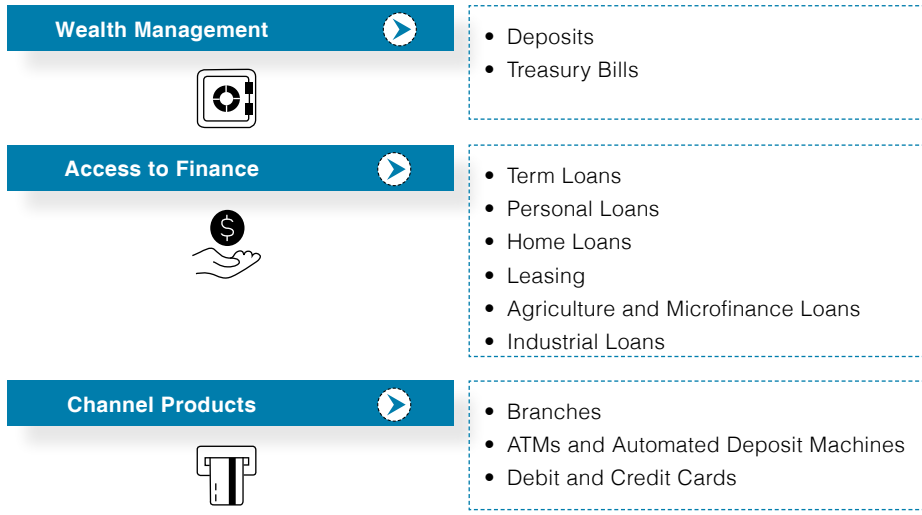 Wealth Management
• Deposits
• Treasury Bills
Access to Finance
$
• Term Loans
• Personal Loans
• Home Loans
• Leasing
• Agriculture and Microfinance Loans
• Industrial Loans
Channel Products
• Branches
• ATMs and Automated Deposit Machines
• Debit and Credit Cards